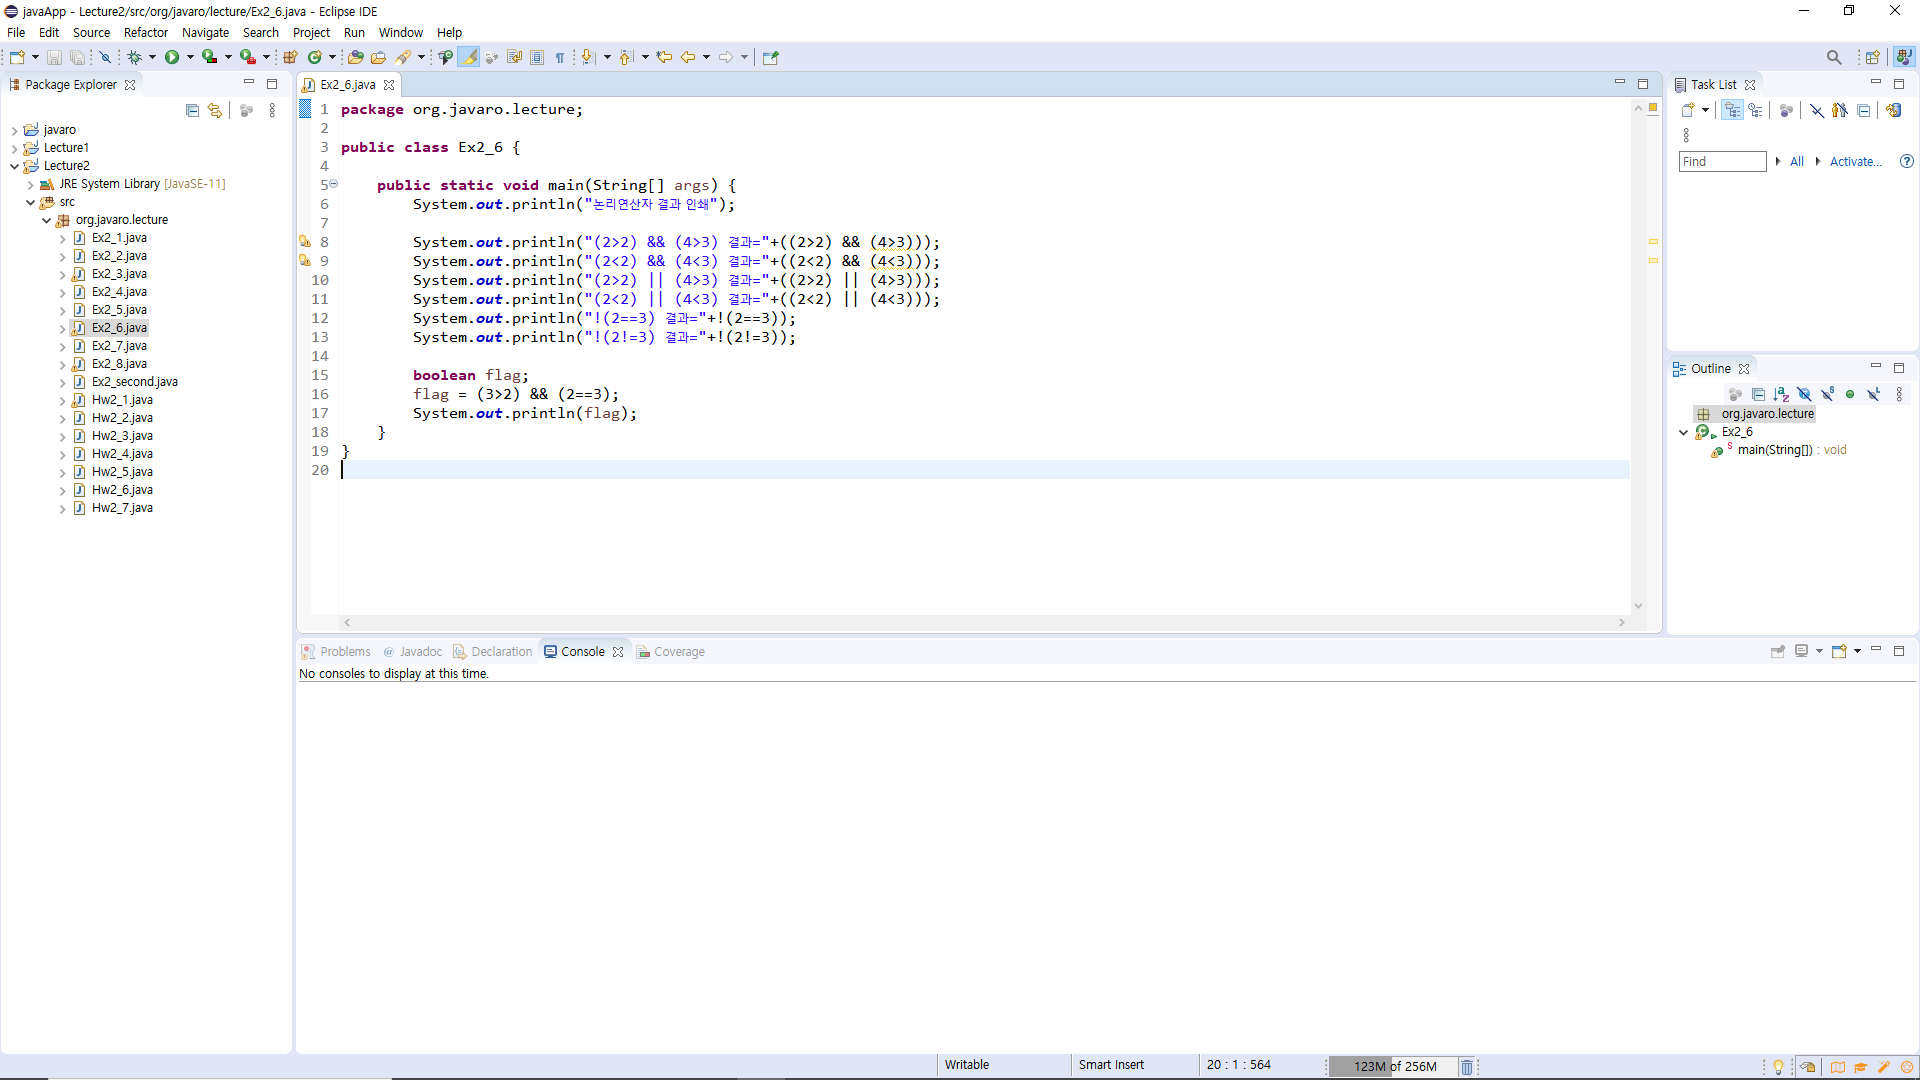 javaApp - Lecture2/src/org/javaro/lecture/Ex2_6.java - Eclipse IDE
File Edit Source Refactor Navigate Search Project Run Window Help
Package Explorer
javaro
Lecture1
Lecture2
JRE System Library [JavaSE-11]
src
org.javaro.lecture
Ex2_1.java
Ex2_2.java
Ex2_3.java
Ex2_4.java
Ex2_5.java
Ex2_6.java
Ex2_7.java
Ex2_8.java
Ex2_second.java
Hw2_1.java
Hw2_2.java
Hw2_3.java
Hw2_4.java
Hw2_5.java
Hw2_6.java
Hw2_7.java
Ex2_6.java
1 package org.javaro.lecture;
2
3 public class Ex2_6 {
4
5 public static void main(String[] args) {
6 System.out.println("논리연산자 결과 인쇄");
7
8 System.out.println("(2>2) && (4>3) 결과="+((2>2) && (4>3)));
9 System.out.println("(2<2) && (4<3) 결과="+((2<2) && (4<3)));
10 System.out.println("(2>2) || (4>3) 결과="+((2>2) || (4>3)));
11 System.out.println("(2<2) || (4<3) 결과="+((2<2) || (4<3)));
12 System.out.println("!(2==3) 결과="+!(2==3));
13 System.out.println("!(2!=3) 결과="+!(2!=3));
14
15 boolean flag;
16 flag = (3>2) && (2==3);
17 System.out.println(flag);
18 }
19 }
20
Task List
Find All Activate...
Outline
org.javaro.lecture
Ex2_6
main(String[]) : void
Problems @ Javadoc Declaration Console Coverage
No consoles to display at this time.
Writable Smart Insert 20 : 1 : 564 123M of 256M